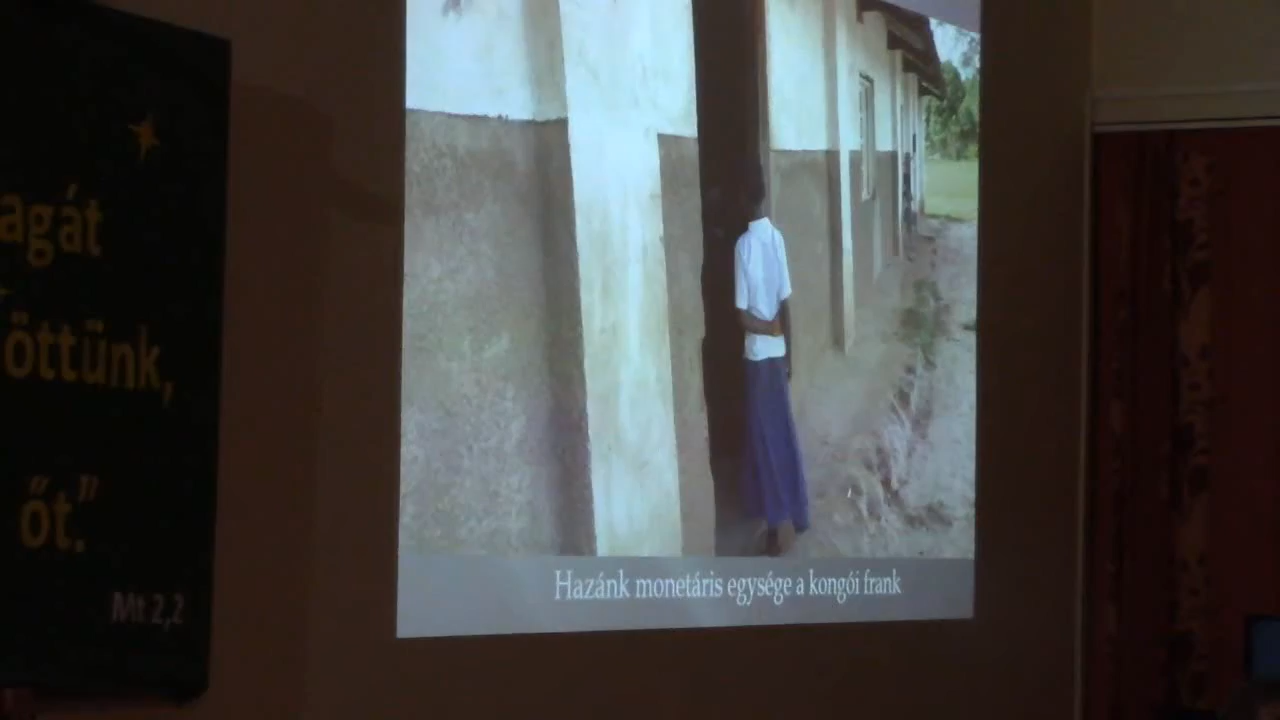 agát
öttünk,
őt."
Mt 2,2
Hazánk monetáris egysége a kongói frank